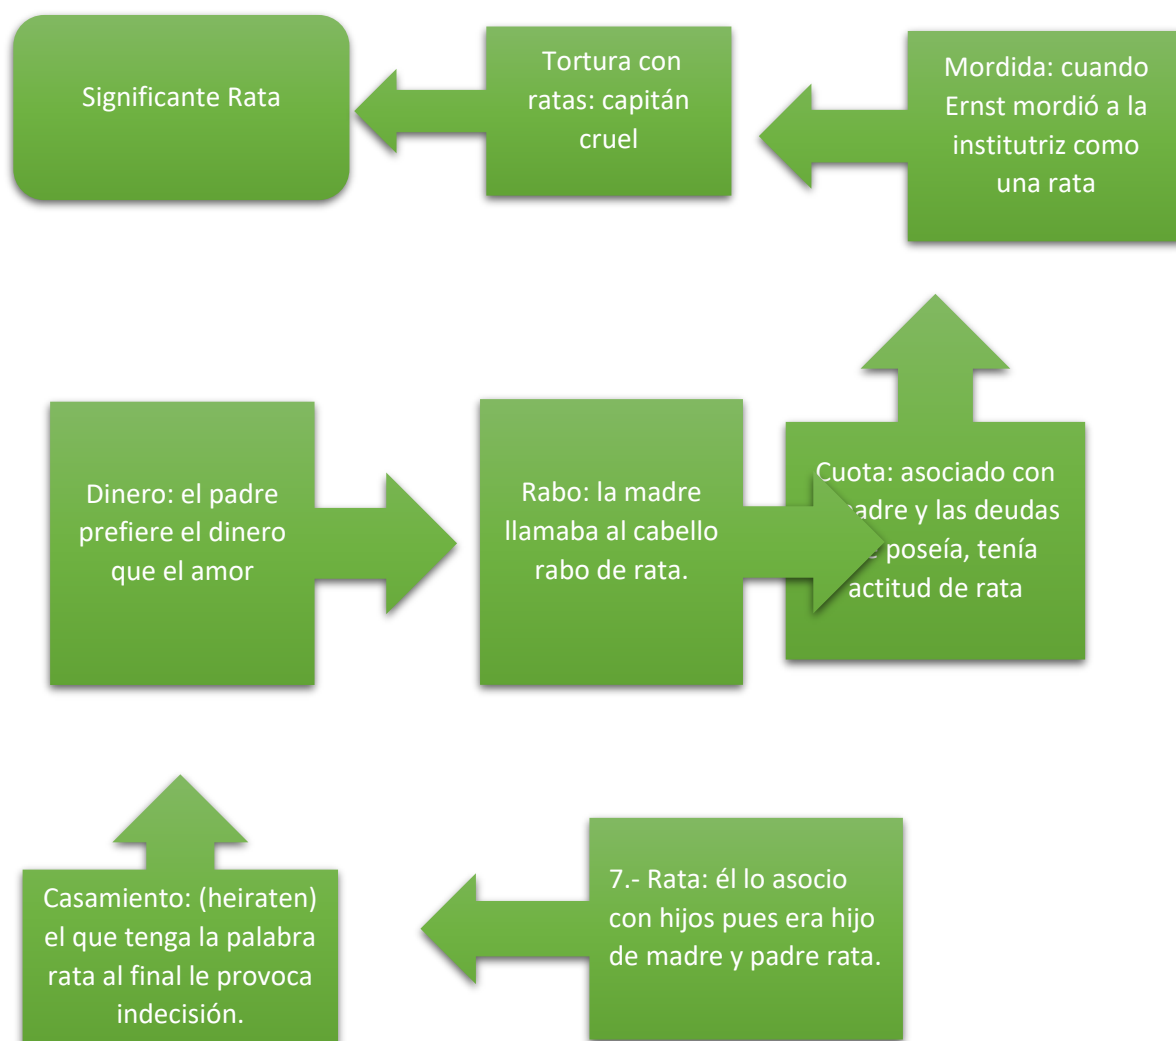 Significante Rata
Tortura con
ratas: capitán
cruel
Mordida: cuando
Ernst mordió a la
institutriz como
una rata
Dinero: el padre
prefiere el dinero
que el amor
Rabo: la madre
llamaba al cabello
rabo de rata.
Cuota: asociado con
y las deudas
poseía, tenía
actitud de rata
Casamiento: (heiraten)
el que tenga la palabra
rata al final le provoca
indecisión.
7.- Rata: él lo asocio
con hijos pues era hijo
de madre y padre rata.